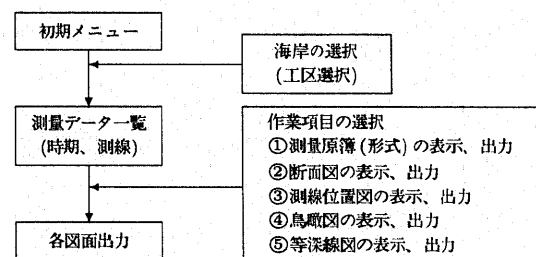 初期メニュー
海岸の選択
(工区選択)
測量データ一覧
(時期、測線)
作業項目の選択
①測量原簿(形式)の表示、出力
②断面図の表示、出力
③測線位置図の表示、出力
④鳥瞰図の表示、出力
⑤等深線図の表示、出力
各図面出力